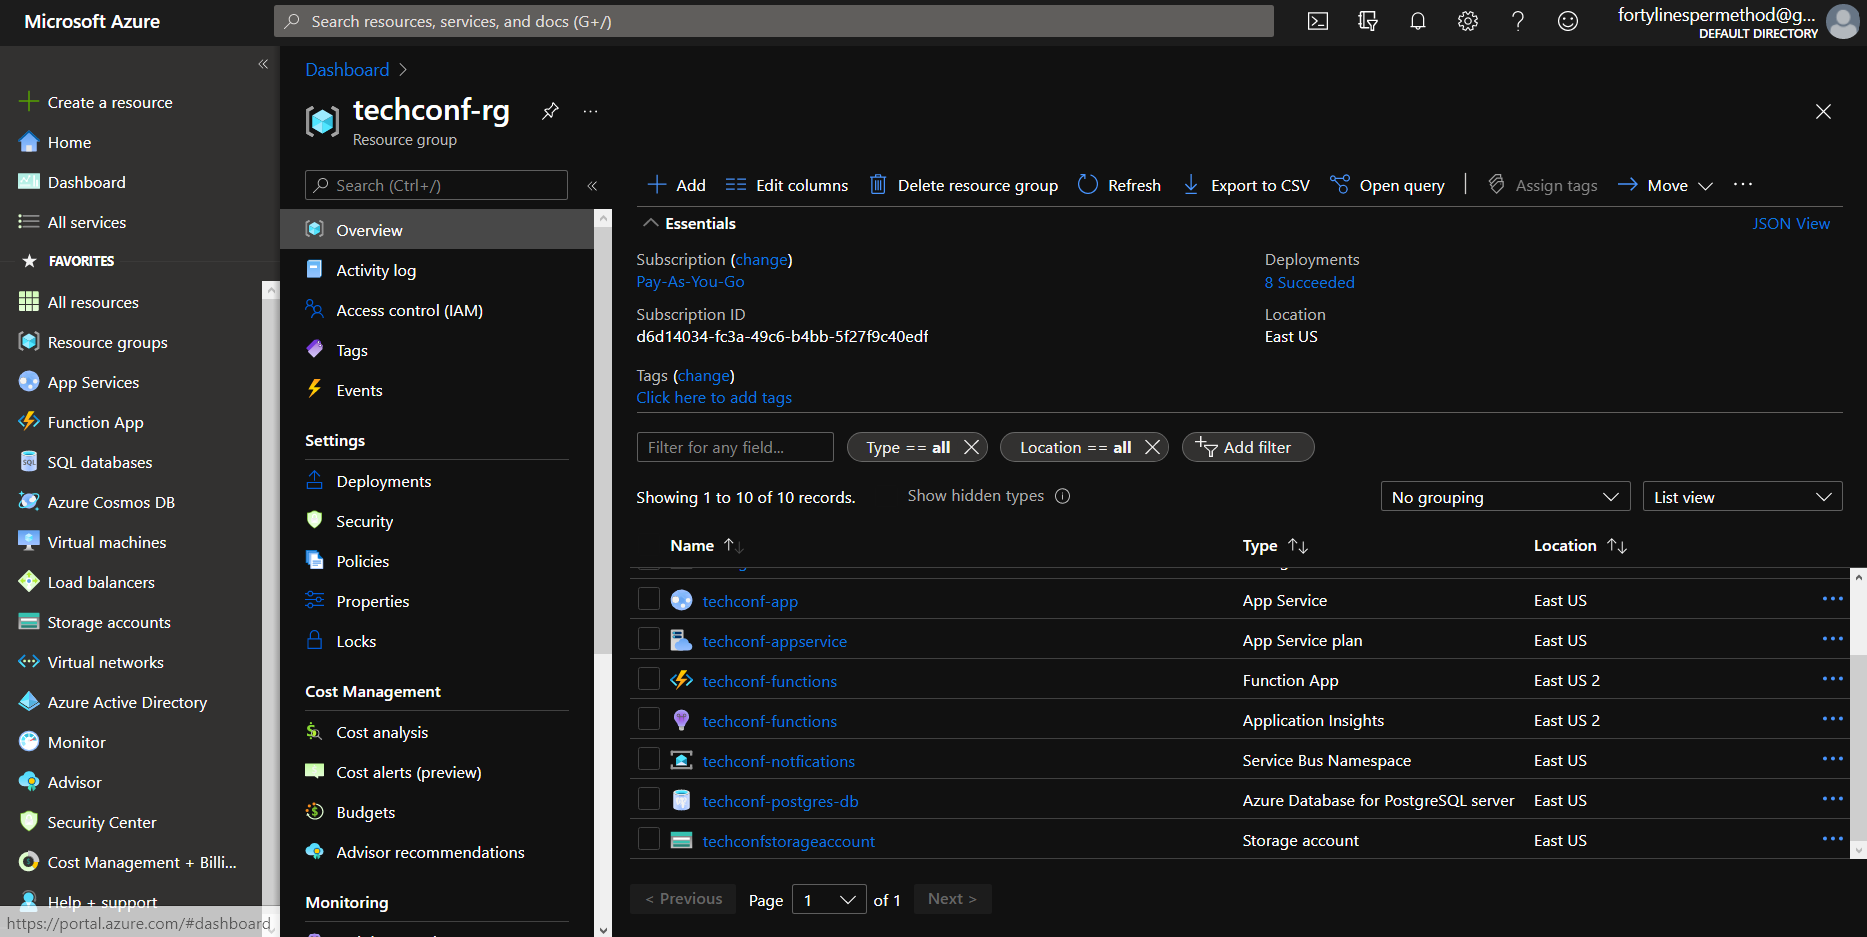 Microsoft Azure
Search resources, services, and docs (G+/)
fortylinespermethod@g...
DEFAULT DIRECTORY
«
Create a resource
Home
Dashboard
All services
FAVORITES
All resources
Resource groups
App Services
Function App
SQL databases
Azure Cosmos DB
Virtual machines
Load balancers
Storage accounts
Virtual networks
Azure Active Directory
Monitor
Advisor
Security Center
Cost Management + Billi...
Help + support
https://portal.azure.com/#dashboard
Dashboard >
techconf-rg
Resource group
Search (Ctrl+/)
«
Overview
Activity log
Access control (IAM)
Tags
Events
Settings
Deployments
Security
Policies
Properties
Locks
Cost Management
Cost analysis
Cost alerts (preview)
Budgets
Advisor recommendations
Monitoring
Add Edit columns Delete resource group Refresh Export to CSV Open query | Assign tags Move ...
Essentials JSON View
Subscription (change) Deployments
Pay-As-You-Go 8 Succeeded
Subscription ID Location
d6d14034-fc3a-49c6-b4bb-5f27f9c40edf East US
Tags (change)
Click here to add tags
Filter for any field... Type == all Location == all Add filter
Showing 1 to 10 of 10 records. Show hidden types No grouping List view
Name Type Location
techconf-app App Service East US
techconf-appservice App Service plan East US
techconf-functions Function App East US 2
techconf-functions Application Insights East US 2
techconf-notfications Service Bus Namespace East US
techconf-postgres-db Azure Database for PostgreSQL server East US
techconfstorageaccount Storage account East US
< Previous Page 1 of 1 Next >